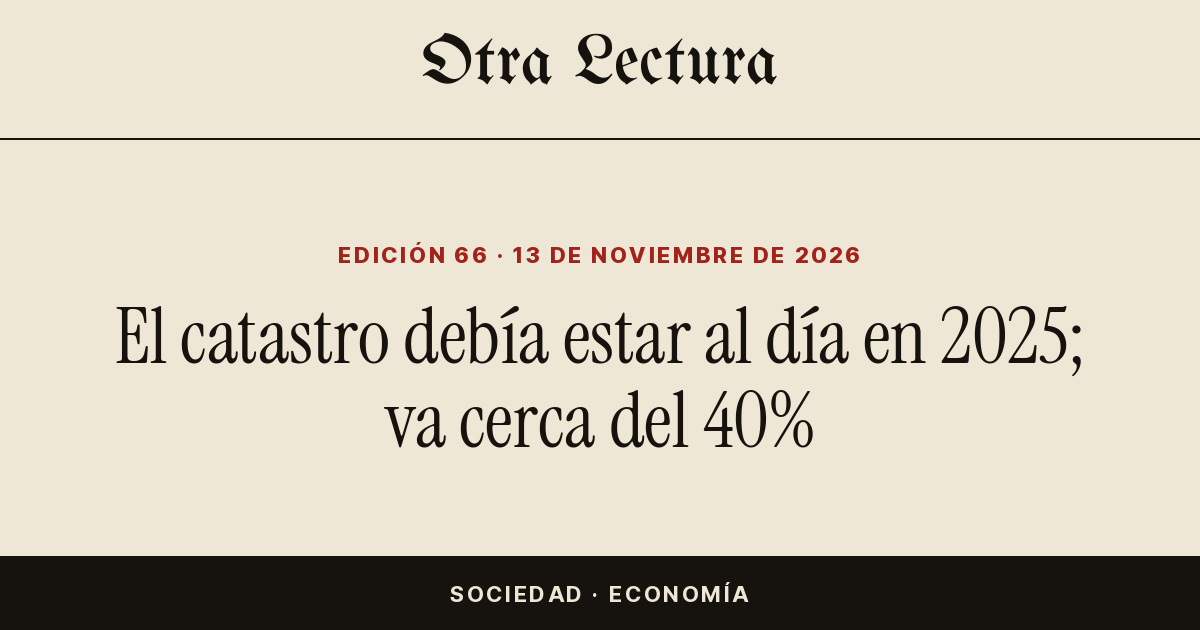 Otra Lectura
EDICIÓN 66 · 13 DE NOVIEMBRE DE 2026
El catastro debía estar al día en 2025;
va cerca del 40%
SOCIEDAD · ECONOMÍA